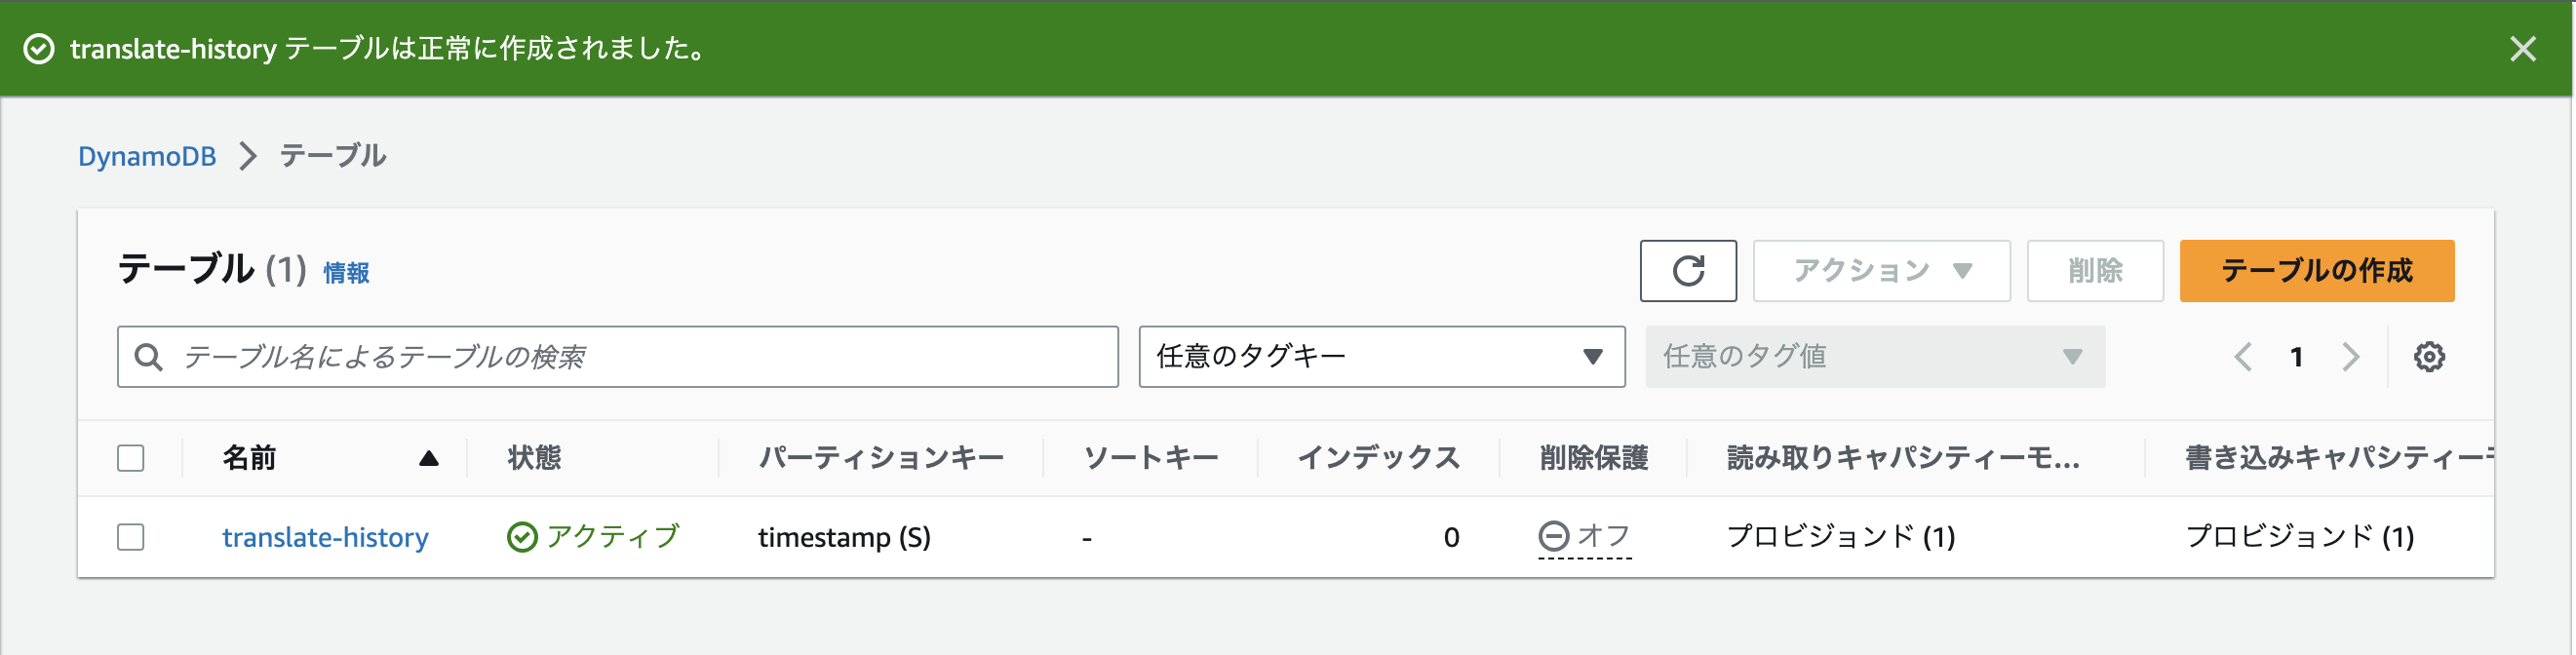 translate-history テーブルは正常に作成されました。
DynamoDB テーブル
テーブル (1) 情報
アクション
削除
テーブルの作成
テーブル名によるテーブルの検索
任意のタグキー
任意のタグ値
1
名前 状態 パーティションキー ソートキー インデックス 削除保護 読み取りキャパシティーモ... 書き込みキャパシティー
translate-history アクティブ timestamp (S) - 0 オフ プロビジョンド (1) プロビジョンド (1)